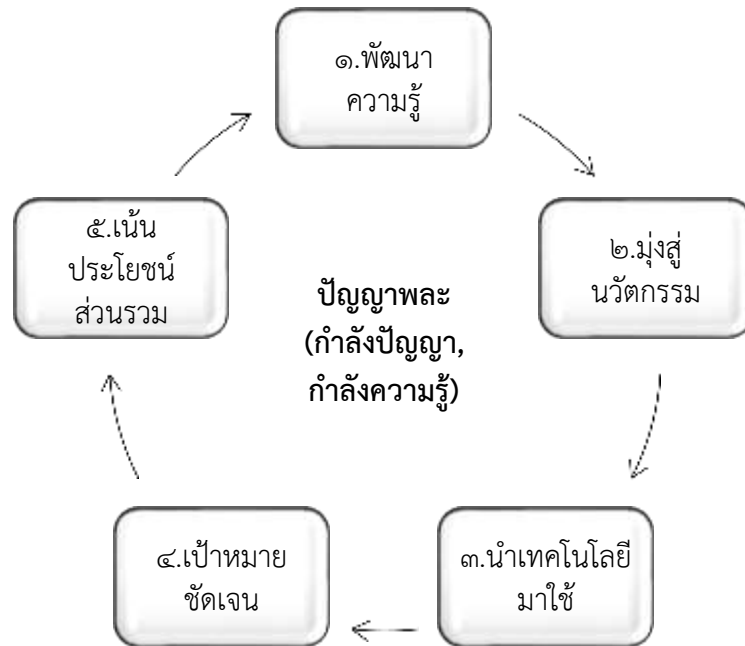 ๑.พัฒนา
ความรู้
๒.มุ่งสู่
นวัตกรรม
๓.นำเทคโนโลยี
มาใช้
๔.เป้าหมาย
ชัดเจน
๕.เน้น
ประโยชน์
ส่วนรวม
ปัญญาพละ
(กำลังปัญญา,
กำลังความรู้)